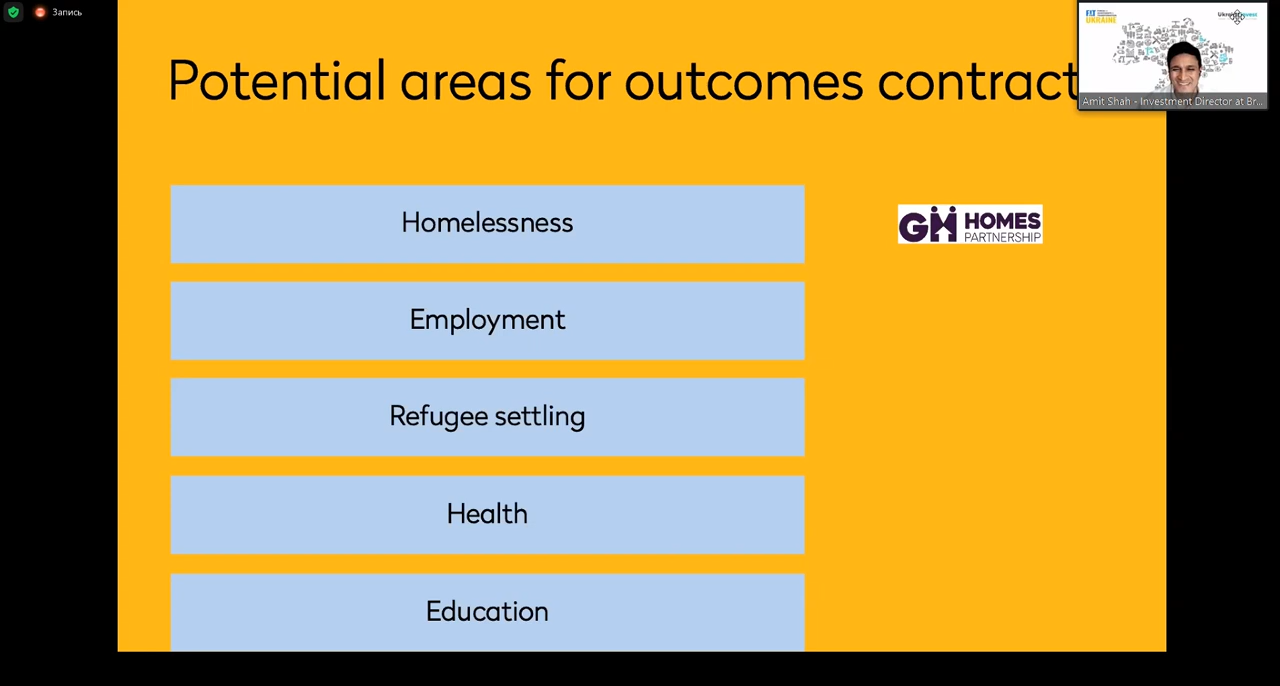 Запись
Potential areas for outcomes contract
Homelessness
GM HOMES
PARTNERSHIP
Employment
Refugee settling
Health
Education
UKRAINE
Amit Shah - Investment Director at Br...